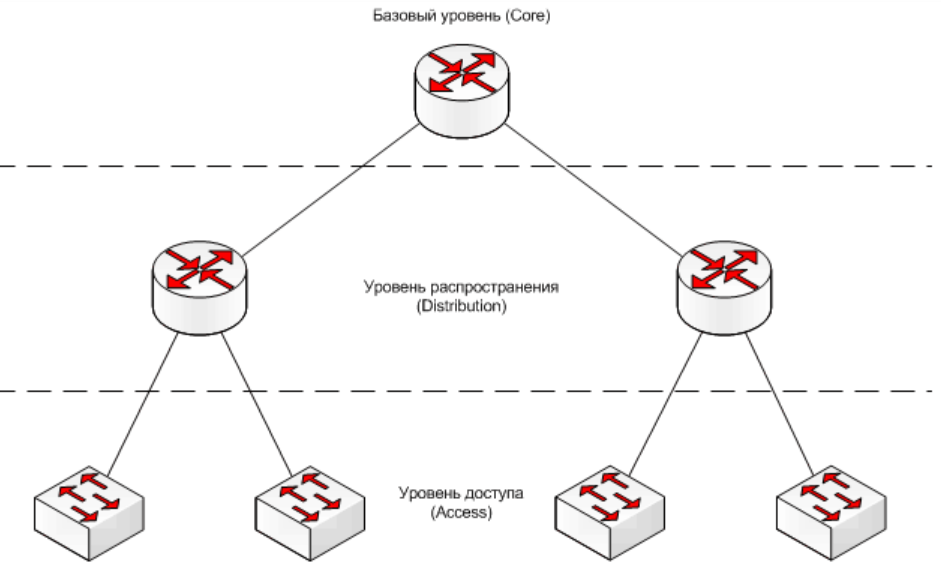 Базовый уровень (Core)
Уровень распространения
(Distribution)
Уровень доступа
(Access)